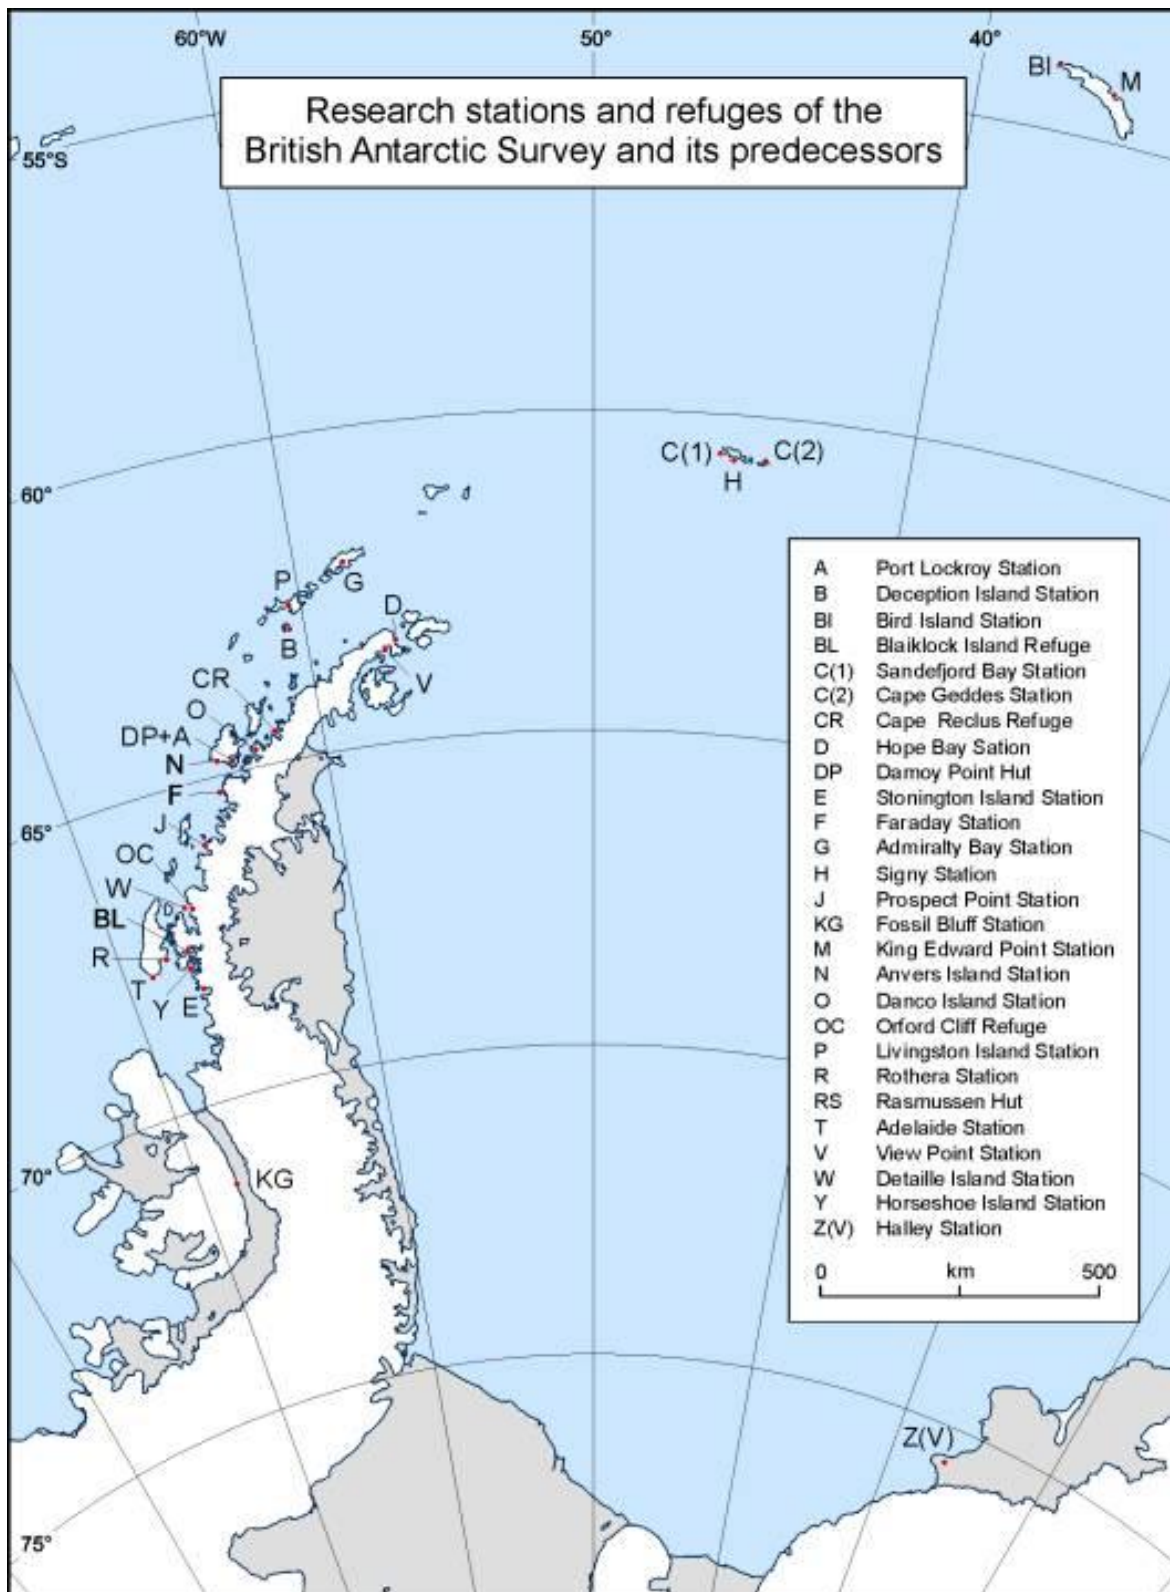 60°W 50° 40°
BI
M
Research stations and refuges of the
British Antarctic Survey and its predecessors
55°S
C(1) C(2)
H
60°
P
G
D
B
V
CR
O
DP+A
N
F
J
65°
OC
W
BL
R
T
Y E
KG
70°
Z(V)
75°
A Port Lockroy Station
B Deception Island Station
BI Bird Island Station
BL Blaiklock Island Refuge
C(1) Sandefjord Bay Station
C(2) Cape Geddes Station
CR Cape Reclus Refuge
D Hope Bay Sation
DP Damoy Point Hut
E Stonington Island Station
F Faraday Station
G Admiralty Bay Station
H Signy Station
J Prospect Point Station
KG Fossil Bluff Station
M King Edward Point Station
N Anvers Island Station
O Danco Island Station
OC Orford Cliff Refuge
P Livingston Island Station
R Rothera Station
RS Rasmussen Hut
T Adelaide Station
V View Point Station
W Detaille Island Station
Y Horseshoe Island Station
Z(V) Halley Station
0 km 500